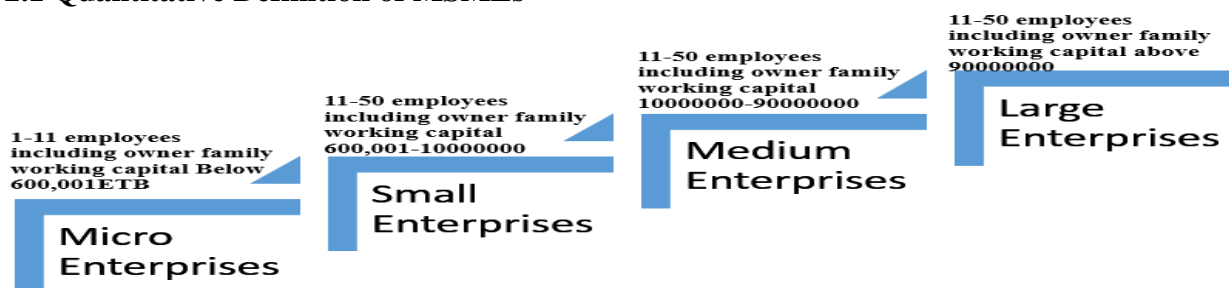 1-11 employees
including owner family
working capital Below
600,001ETB
Micro
Enterprises
11-50 employees
including owner family
working capital
600,001-10000000
Small
Enterprises
11-50 employees
including owner family
working capital
10000000-90000000
Medium
Enterprises
11-50 employees
including owner family
working capital above
90000000
Large
Enterprises